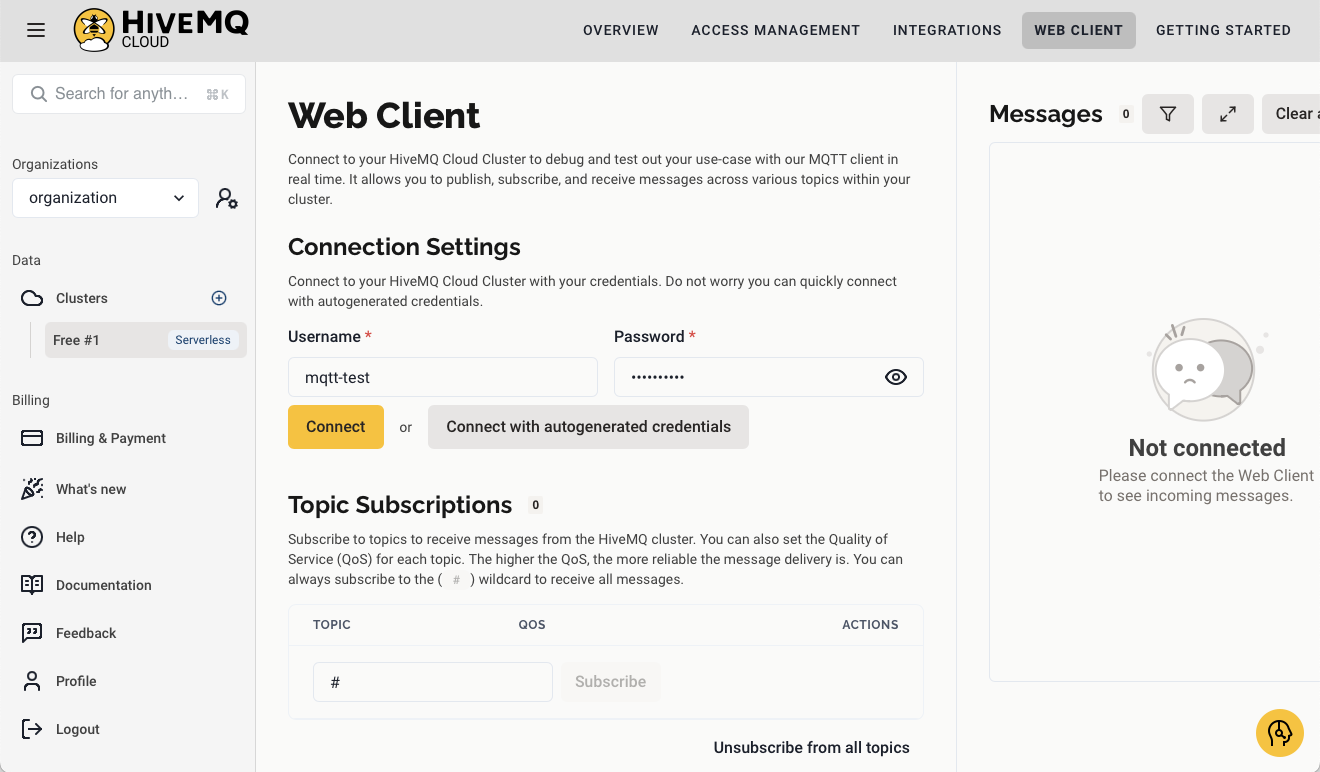 HIVEMQ
CLOUD
OVERVIEW
ACCESS MANAGEMENT
INTEGRATIONS
WEB CLIENT
GETTING STARTED
Search for anyth…
⌘ K
Organizations
organization
Data
Clusters
Free #1
Serverless
Billing
Billing & Payment
What's new
Help
Documentation
Feedback
Profile
Logout
Web Client
Connect to your HiveMQ Cloud Cluster to debug and test out your use-case with our MQTT client in
real time. It allows you to publish, subscribe, and receive messages across various topics within your
cluster.
Connection Settings
Connect to your HiveMQ Cloud Cluster with your credentials. Do not worry you can quickly connect
with autogenerated credentials.
Username *
Password *
mqtt-test
••••••••••
Connect
or
Connect with autogenerated credentials
Topic Subscriptions 0
Subscribe to topics to receive messages from the HiveMQ cluster. You can also set the Quality of
Service (QoS) for each topic. The higher the QoS, the more reliable the message delivery is. You can
always subscribe to the ( # ) wildcard to receive all messages.
TOPIC
QOS
ACTIONS
#
Subscribe
Unsubscribe from all topics
Messages 0
Clear a
Not connected
Please connect the Web Client
to see incoming messages.